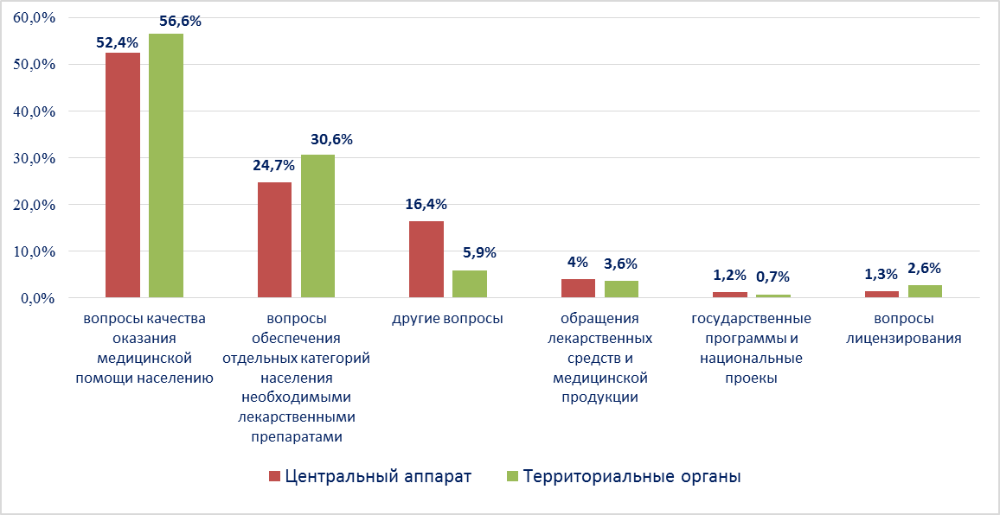 60,0%
50,0%
40,0%
30,0%
20,0%
10,0%
0,0%
52,4%
56,6%
24,7%
30,6%
16,4%
5,9%
4%
3,6%
1,2%
0,7%
1,3%
2,6%
вопросы качества
оказания
медицинской
помощи населению
вопросы
обеспечения
отдельных категорий
населения
необходимыми
лекарственными
препаратами
другие вопросы
обращения
лекарственных
средств и
медицинской
продукции
государственные
программы и
национальные
проекы
вопросы
лицензирования
Центральный аппарат
Территориальные органы